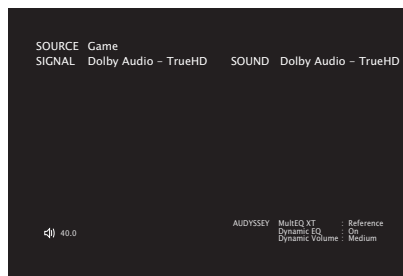 SOURCE Game
SIGNAL Dolby Audio – TrueHD SOUND Dolby Audio – TrueHD
40.0
AUDYSSEY MultEQ XT : Reference
Dynamic EQ : On
Dynamic Volume : Medium